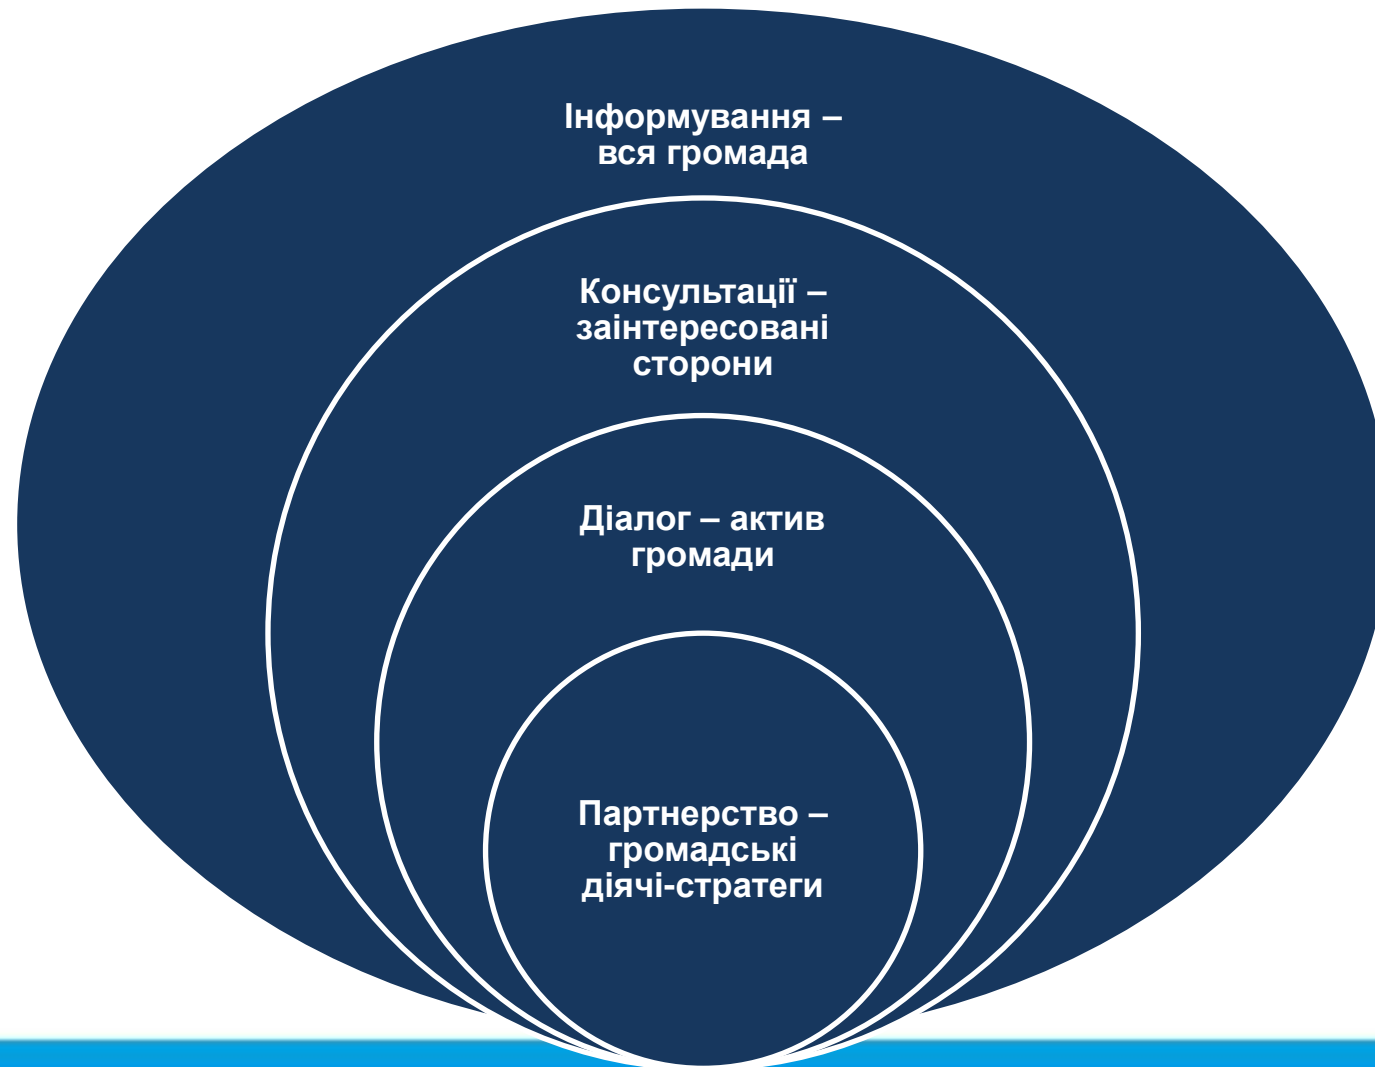 Інформування –
вся громада
Консультації –
заінтересовані
сторони
Діалог – актив
громади
Партнерство –
громадські
діячі-стратеги